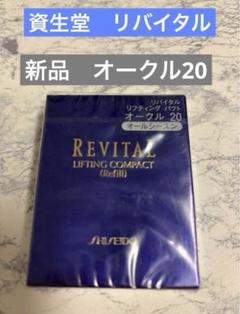 資生堂　リバイタル
新品　オークル20
リバイタル
リフティング パクト
オークル 20
オールシーズン
REVITAL
LIFTING COMPACT
(Refill)
SHISEIDO